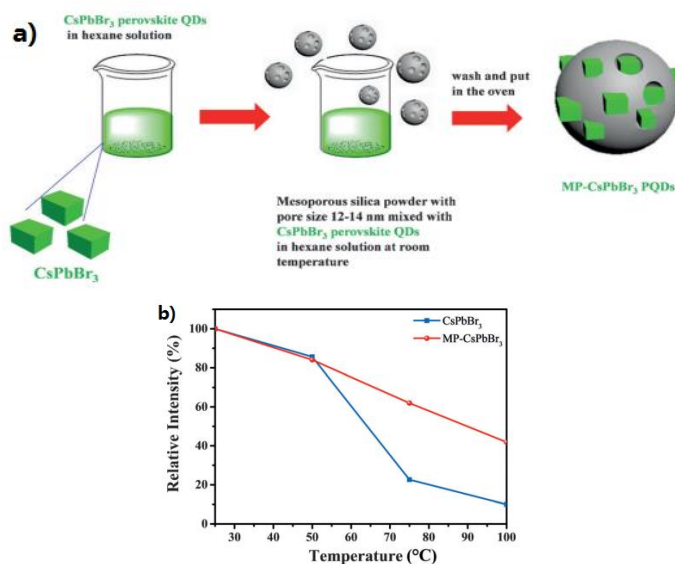 a)
CsPbBr₃ perovskite QDs
in hexane solution
wash and put
in the oven
MP-CsPbBr₃ PQDs
Mesoporous silica powder with
pore size 12-14 nm mixed with
CsPbBr₃ perovskite QDs
in hexane solution at room
temperature
CsPbBr₃
b)
CsPbBr₃
MP-CsPbBr₃
Relative Intensity (%)
100
80
60
40
20
0
30 40 50 60 70 80 90 100
Temperature (°C)